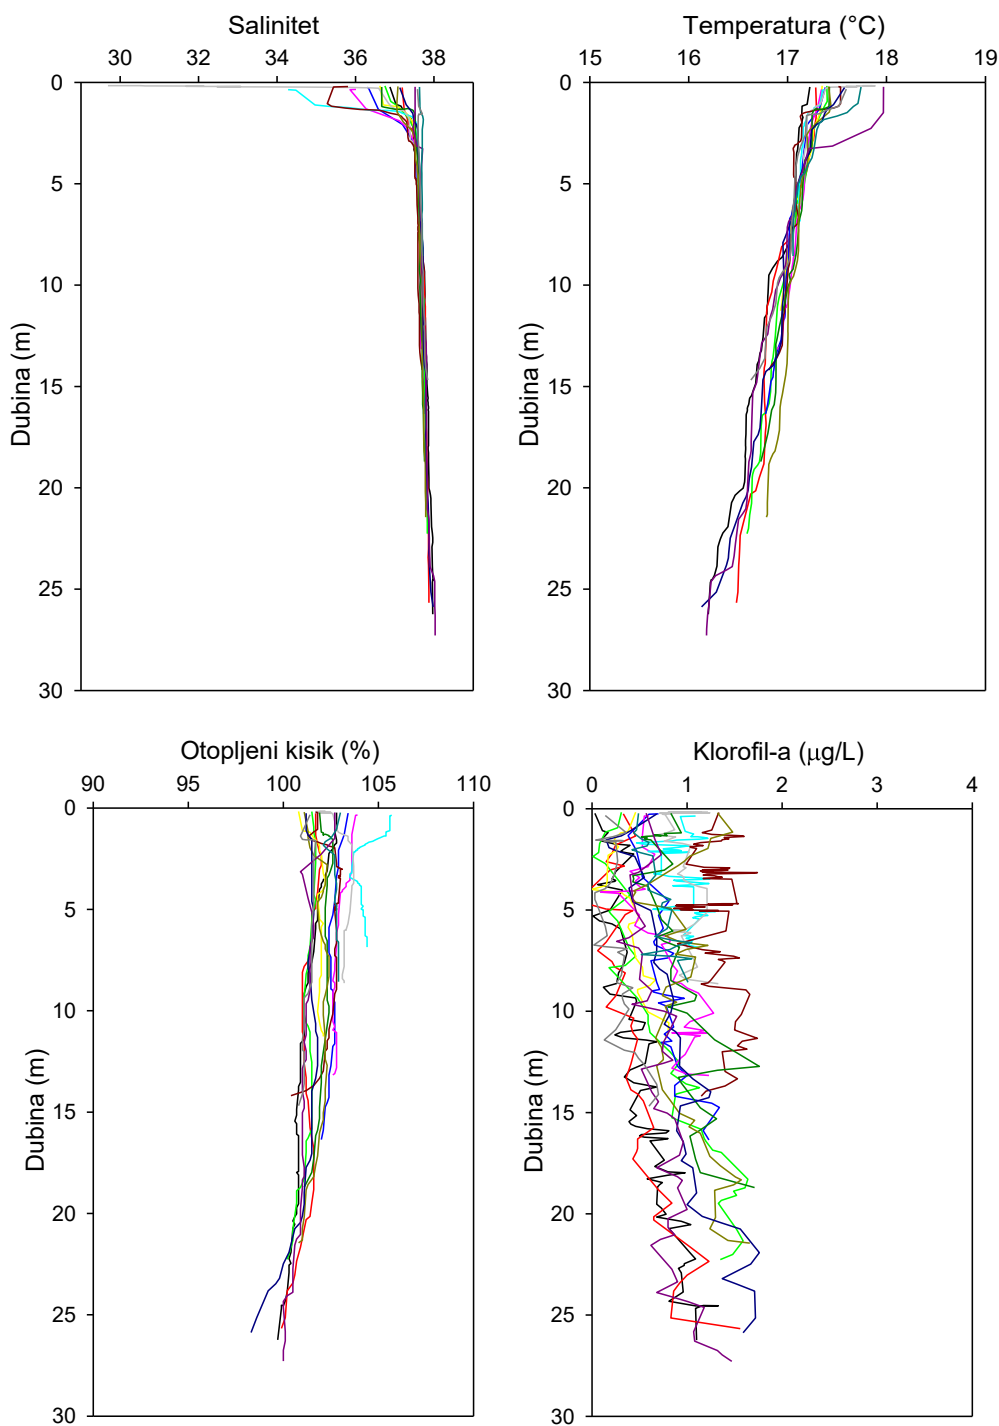 Salinitet
30 32 34 36 38
0
5
10
15
20
25
30
Dubina (m)
Temperatura (°C)
15 16 17 18 19
0
5
10
15
20
25
30
Dubina (m)
Otopljeni kisik (%)
90 95 100 105 110
0
5
10
15
20
25
30
Dubina (m)
Klorofil-a (μg/L)
0 1 2 3 4
0
5
10
15
20
25
30
Dubina (m)